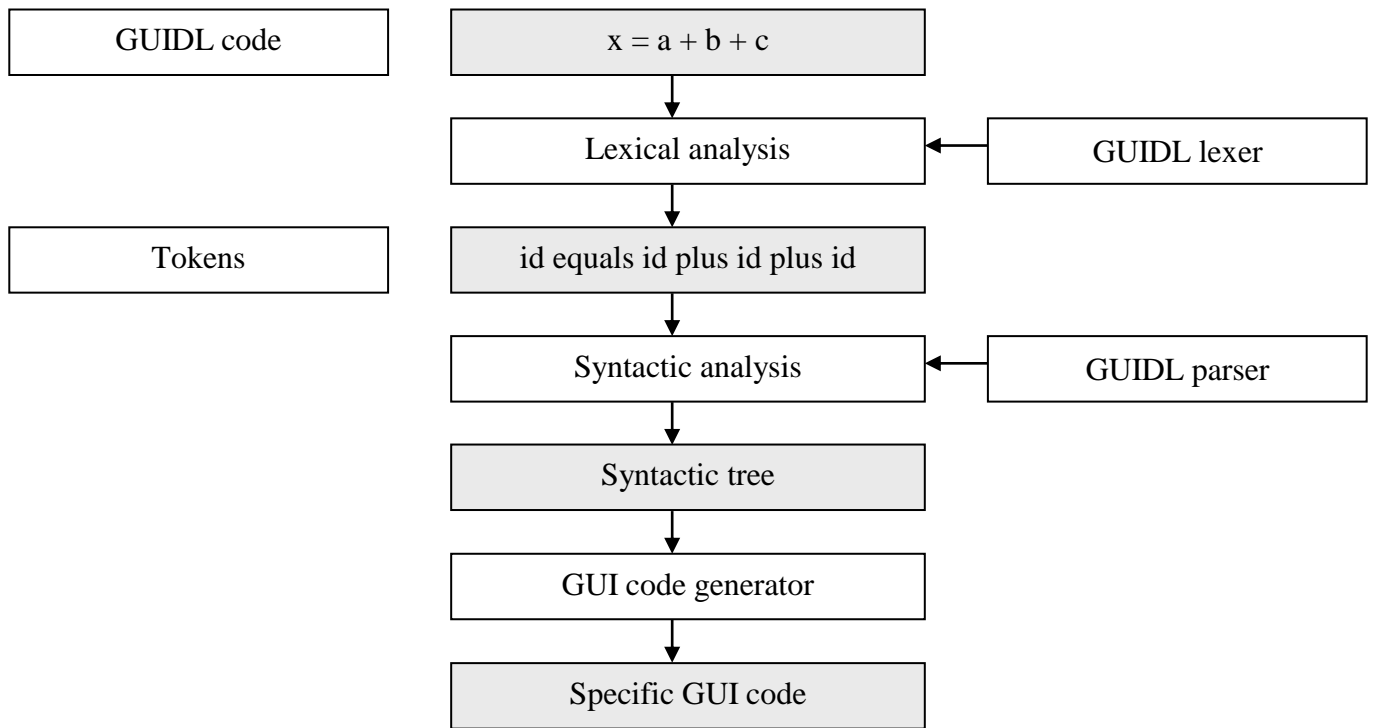 GUIDL code
x = a + b + c
Lexical analysis
GUIDL lexer
Tokens
id equals id plus id plus id
Syntactic analysis
GUIDL parser
Syntactic tree
GUI code generator
Specific GUI code